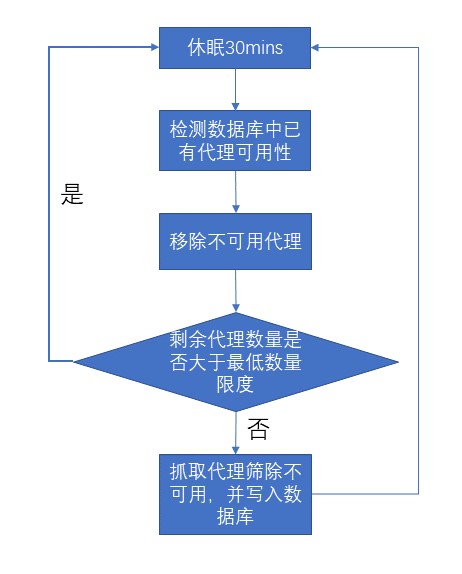 休眠30mins
检测数据库中已
有代理可用性
是
移除不可用代理
剩余代理数量是
否大于最低数量
限度
否
抓取代理筛除不
可用，并写入数
据库